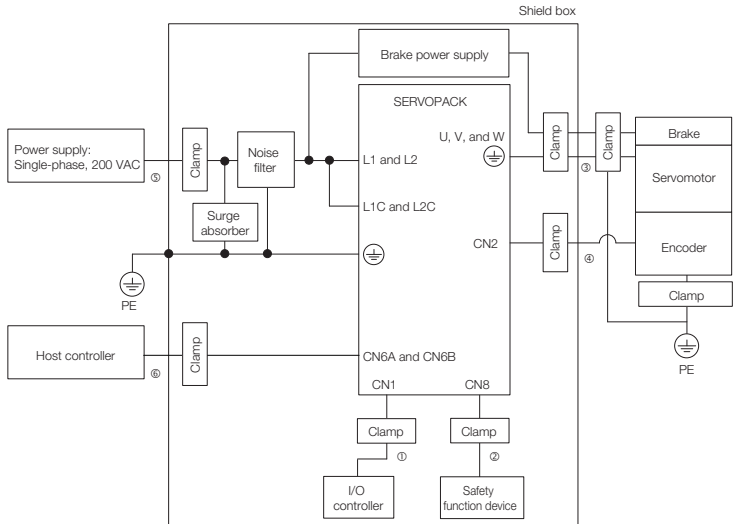 Shield box
Brake power supply
SERVOPACK
U, V, and W
Power supply:
Single-phase, 200 VAC
⑤
Clamp
Noise
filter
L1 and L2
Clamp
③
Clamp
Brake
Servomotor
L1C and L2C
Surge
absorber
CN2
Clamp
④
Encoder
Clamp
PE
PE
Host controller
⑥
Clamp
CN6A and CN6B
CN1
CN8
Clamp
①
Clamp
②
I/O
controller
Safety
function device